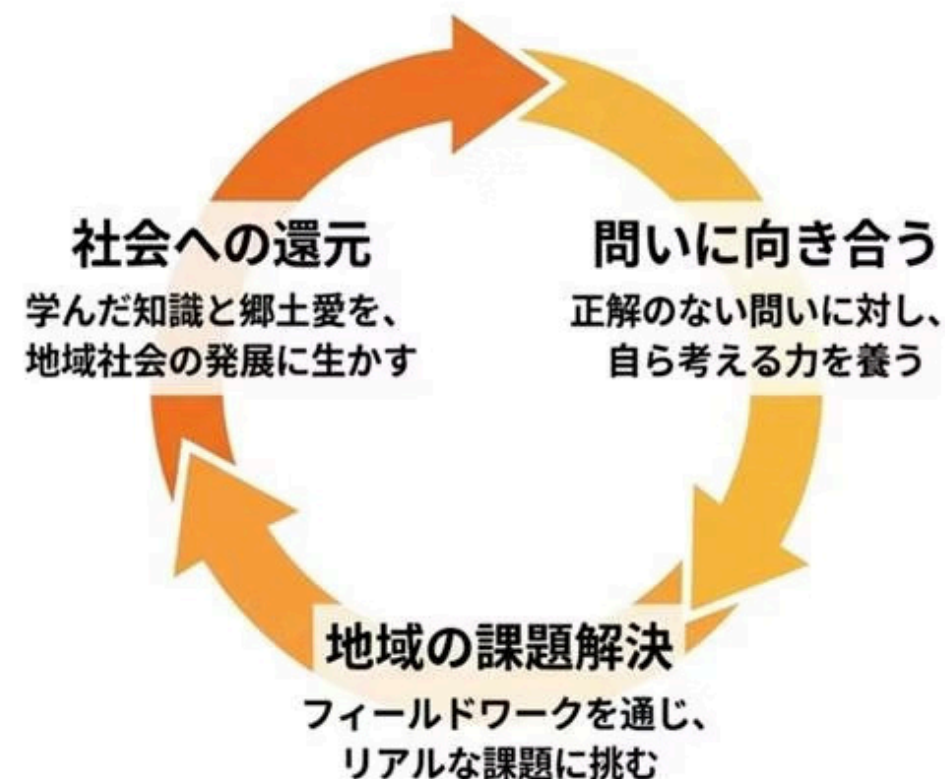 社会への還元
学んだ知識と郷土愛を、
地域社会の発展に生かす
問いに向き合う
正解のない問いに対し、
自ら考える力を養う
地域の課題解決
フィールドワークを通じ、
リアルな課題に挑む